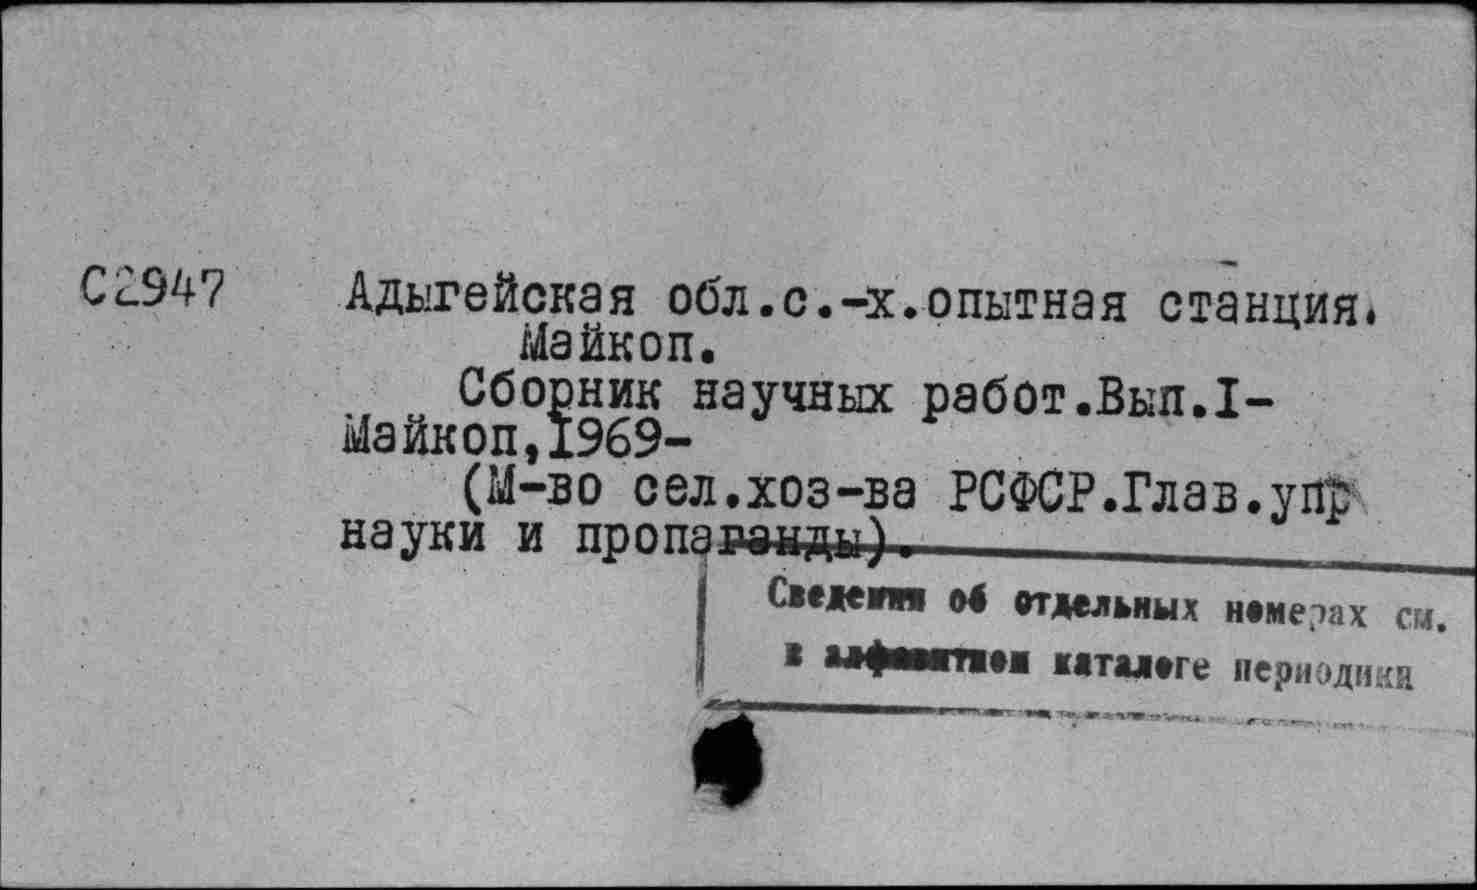 С2947
Адыгейская обл.с.-х.опытная станция.
Майкоп.
Сборник научных работ.Вып.I-
Майкоп,1969-
(М-во сел.хоз-ва РСФСР.Глав.упр
науки и пропаганды).
Сведения об отдельных номерах см.
в алфавитном каталоге периодики